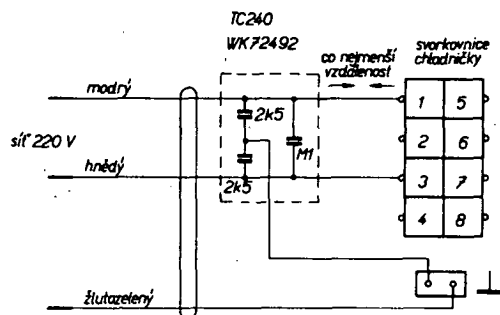 TC240
WK72492
co nejmenší
vzdálenost
svorkovnice
chladničky
modrý
2k5
M1
síť 220 V
hnědý
2k5
1 5
2 6
3 7
4 8
žlutozelený